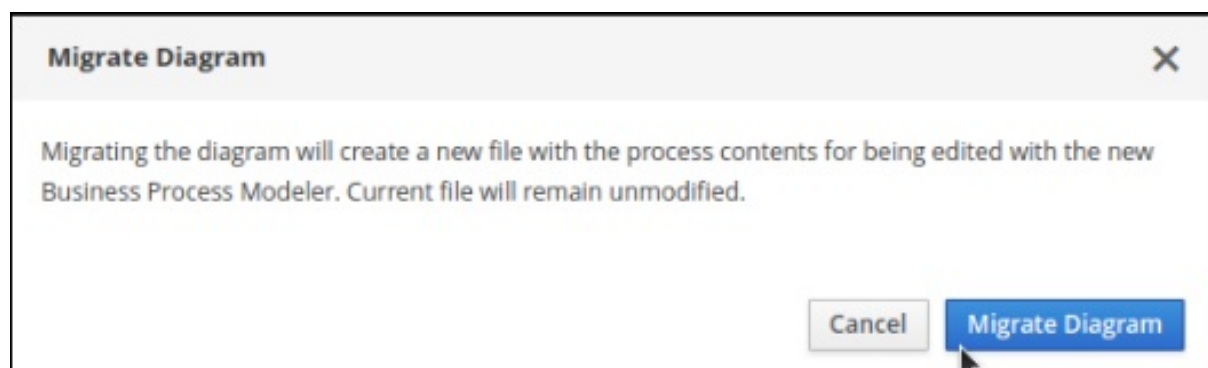 Migrate Diagram
Migrating the diagram will create a new file with the process contents for being edited with the new
Business Process Modeler. Current file will remain unmodified.
Cancel
Migrate Diagram